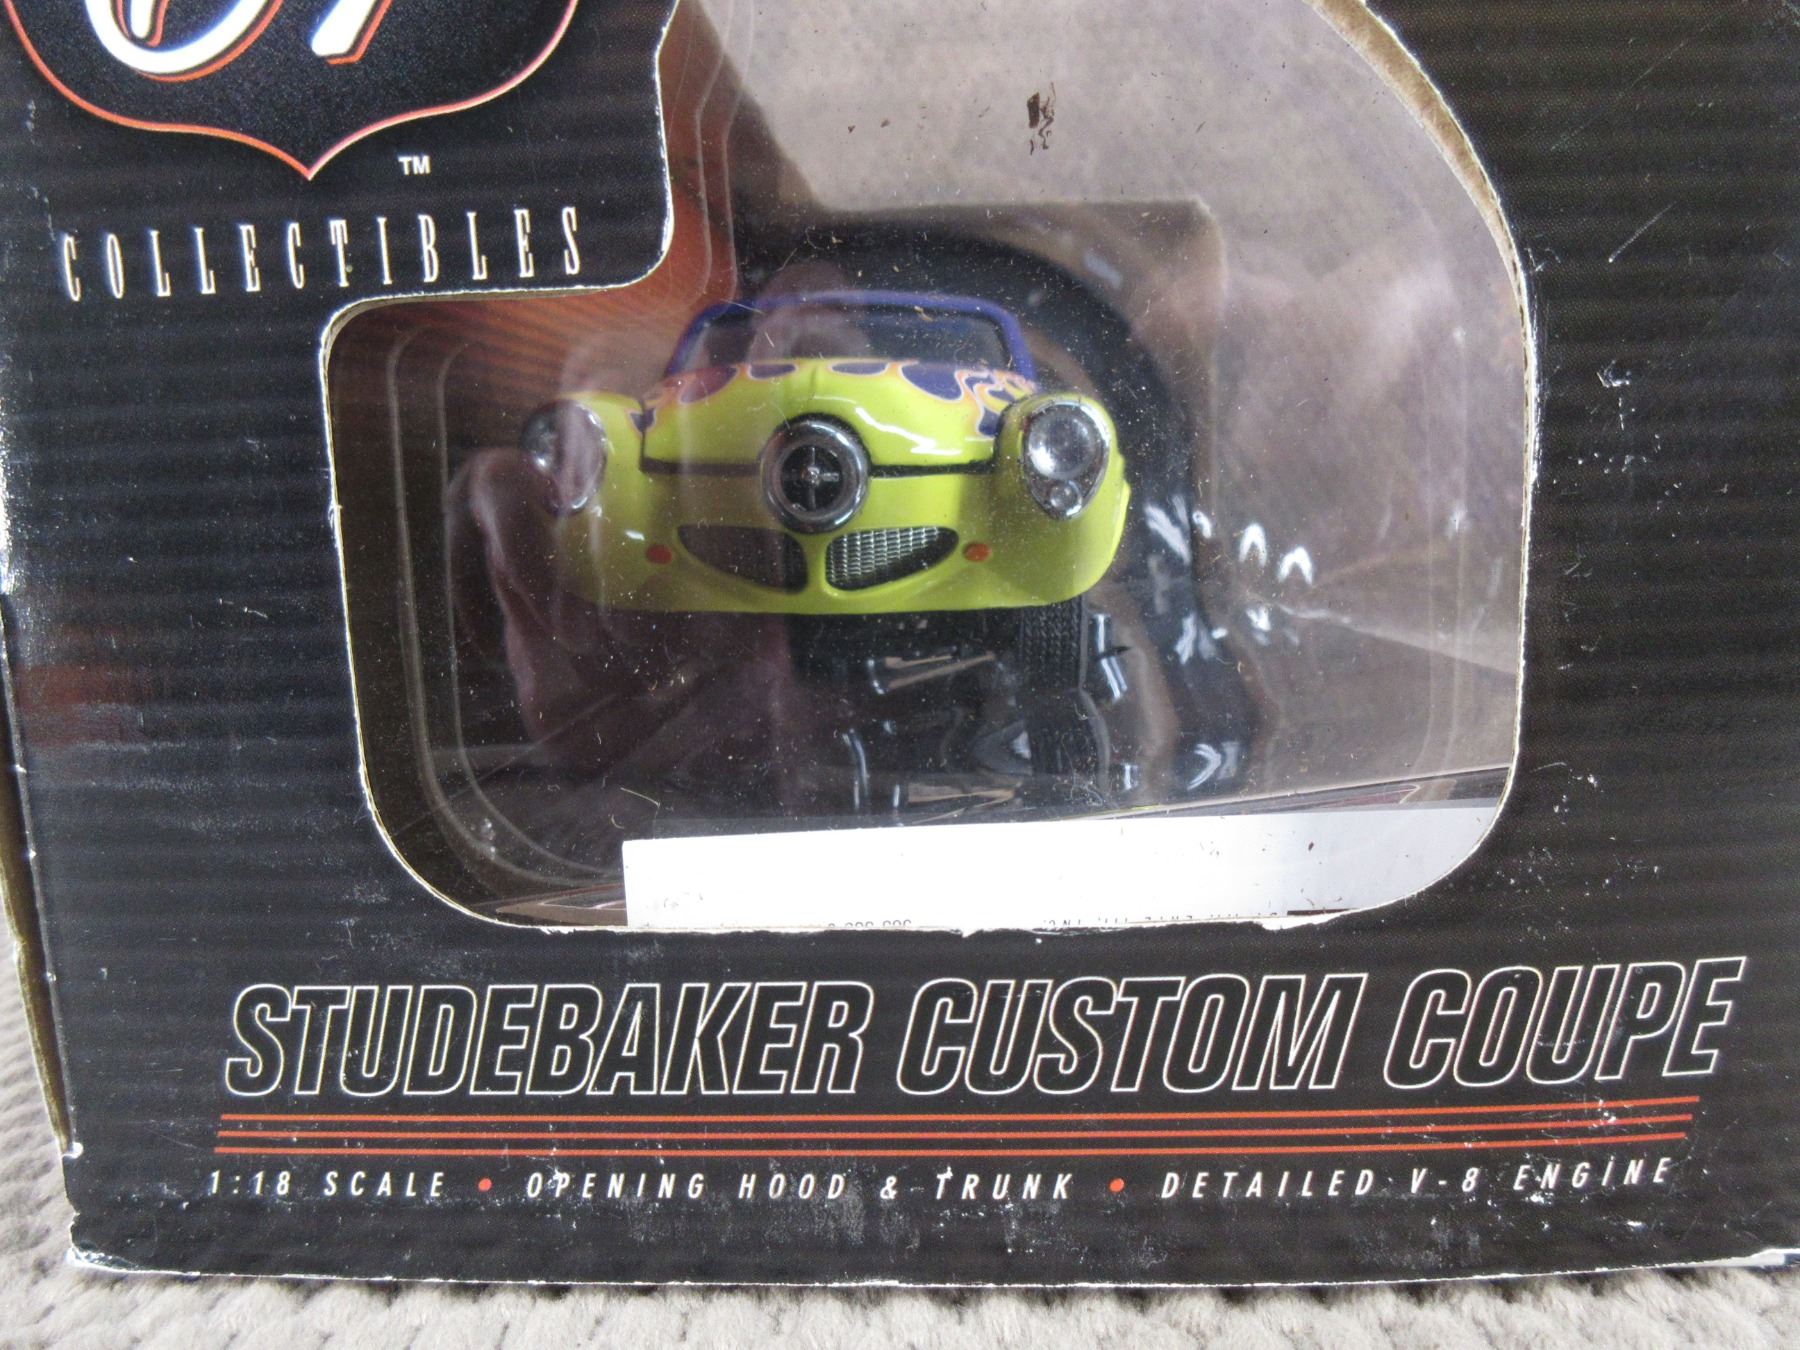 TM
COLLECTIBLES
STUDEBAKER CUSTOM COUPE
1:18 SCALE • OPENING HOOD & TRUNK • DETAILED V-8 ENGINE